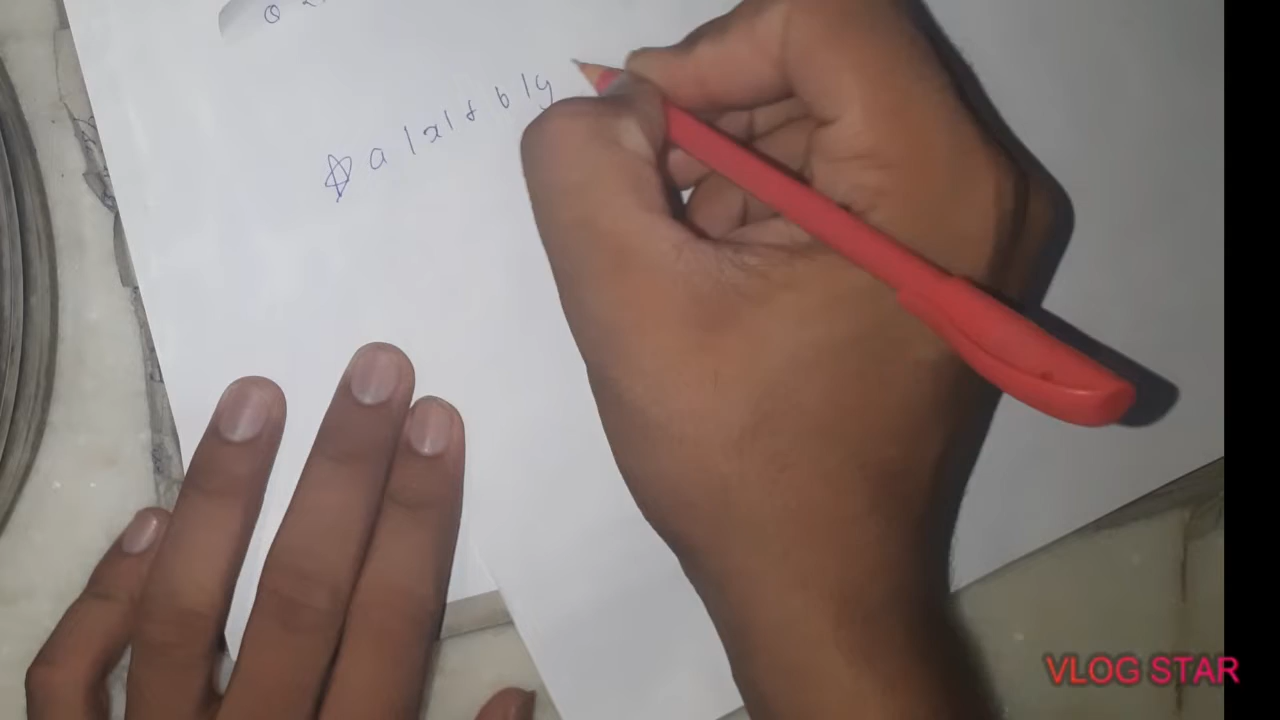 ☆ a |x| + b |y
VLOG STAR